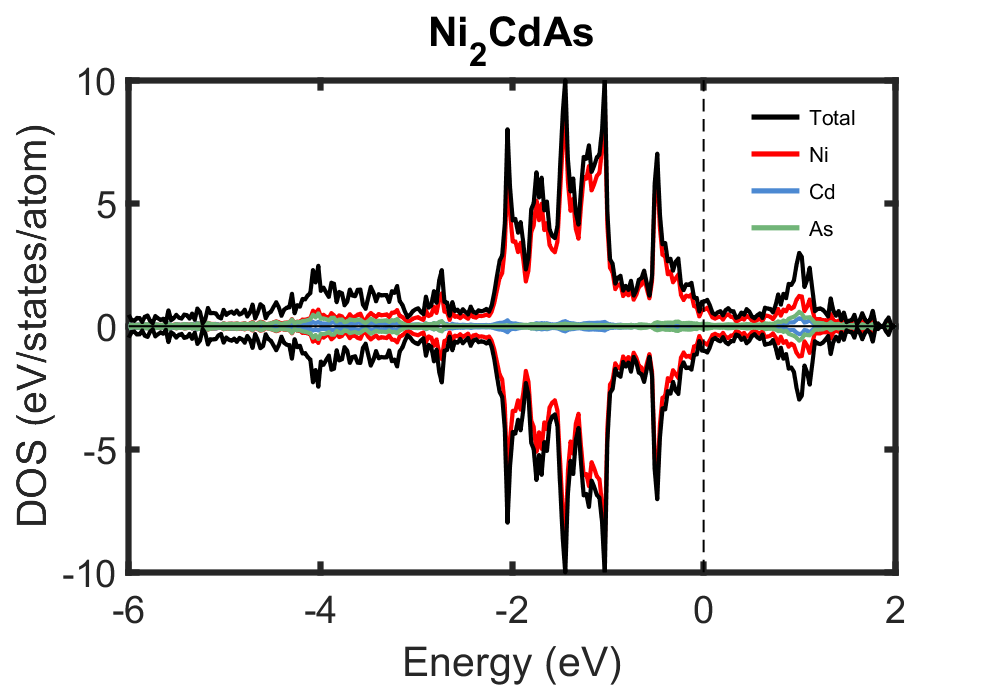 Ni2CdAs
10
5
0
-5
-10
DOS (eV/states/atom)
Total
Ni
Cd
As
-6 -4 -2 0 2
Energy (eV)